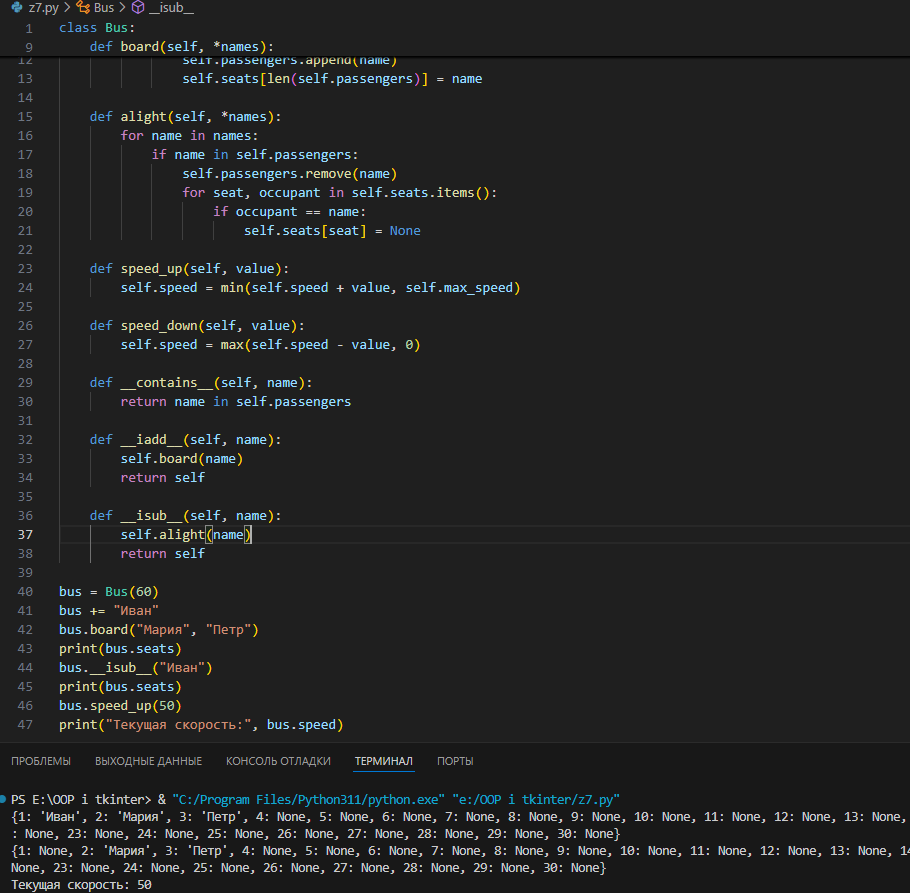 z7.py > Bus > __isub__
1 class Bus:
9 def board(self, *names):
12 self.passengers.append(name)
13 self.seats[len(self.passengers)] = name
14
15 def alight(self, *names):
16 for name in names:
17 if name in self.passengers:
18 self.passengers.remove(name)
19 for seat, occupant in self.seats.items():
20 if occupant == name:
21 self.seats[seat] = None
22
23 def speed_up(self, value):
24 self.speed = min(self.speed + value, self.max_speed)
25
26 def speed_down(self, value):
27 self.speed = max(self.speed - value, 0)
28
29 def __contains__(self, name):
30 return name in self.passengers
31
32 def __iadd__(self, name):
33 self.board(name)
34 return self
35
36 def __isub__(self, name):
37 self.alight(name)
38 return self
39
40 bus = Bus(60)
41 bus += "Иван"
42 bus.board("Мария", "Петр")
43 print(bus.seats)
44 bus.__isub__("Иван")
45 print(bus.seats)
46 bus.speed_up(50)
47 print("Текущая скорость:", bus.speed)
ПРОБЛЕМЫ ВЫХОДНЫЕ ДАННЫЕ КОНСОЛЬ ОТЛАДКИ ТЕРМИНАЛ ПОРТЫ
PS E:\OOP i tkinter> & "C:/Program Files/Python311/python.exe" "e:/OOP i tkinter/z7.py"
{1: 'Иван', 2: 'Мария', 3: 'Петр', 4: None, 5: None, 6: None, 7: None, 8: None, 9: None, 10: None, 11: None, 12: None, 13: None,
: None, 23: None, 24: None, 25: None, 26: None, 27: None, 28: None, 29: None, 30: None}
{1: None, 2: 'Мария', 3: 'Петр', 4: None, 5: None, 6: None, 7: None, 8: None, 9: None, 10: None, 11: None, 12: None, 13: None, 14
None, 23: None, 24: None, 25: None, 26: None, 27: None, 28: None, 29: None, 30: None}
Текущая скорость: 50